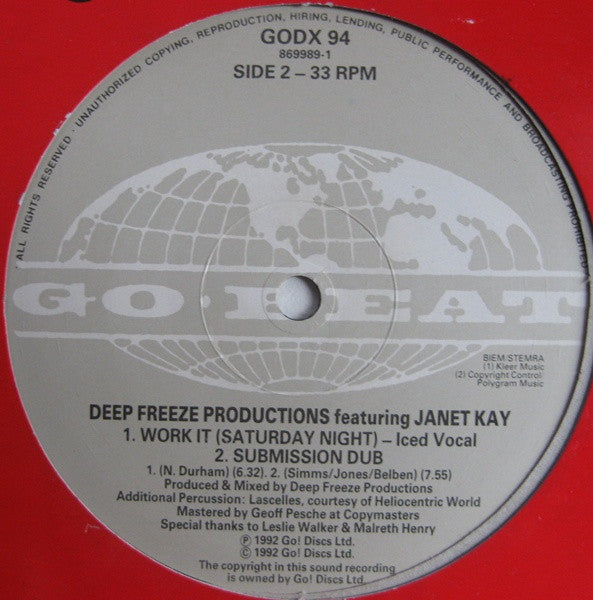 · ALL RIGHTS RESERVED · UNAUTHORIZED COPYING, REPRODUCTION, HIRING, LENDING, PUBLIC PERFORMANCE AND BROADCASTING PROHIBITED ·
GODX 94
869989-1
SIDE 2 – 33 RPM
GO·BEAT
BIEM/STEMRA
(1) Kleer Music
(2) Copyright Control/
Polygram Music
DEEP FREEZE PRODUCTIONS featuring JANET KAY
1. WORK IT (SATURDAY NIGHT) – Iced Vocal
2. SUBMISSION DUB
1. (N. Durham) (6.32) 2. (Simms/Jones/Belben) (7.55)
Produced & Mixed by Deep Freeze Productions
Additional Percussion: Lascelles, courtesy of Heliocentric World
Mastered by Geoff Pesche at Copymasters
Special thanks to Leslie Walker & Malreth Henry
Ⓟ 1992 Go! Discs Ltd.
© 1992 Go! Discs Ltd.
The copyright in this sound recording
is owned by Go! Discs Ltd.